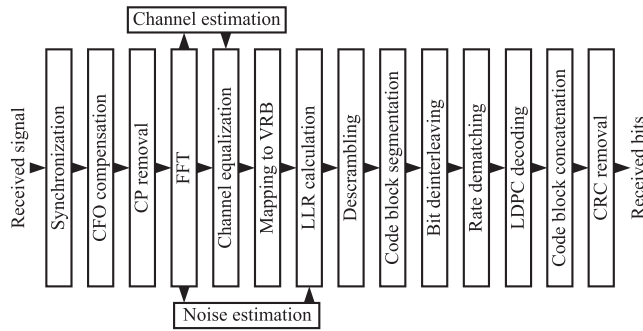 Channel estimation
Received signal
Synchronization
CFO compensation
CP removal
FFT
Channel equalization
Mapping to VRB
LLR calculation
Descrambling
Code block segmentation
Bit deinterleaving
Rate dematching
LDPC decoding
Code block concatenation
CRC removal
Received bits
Noise estimation